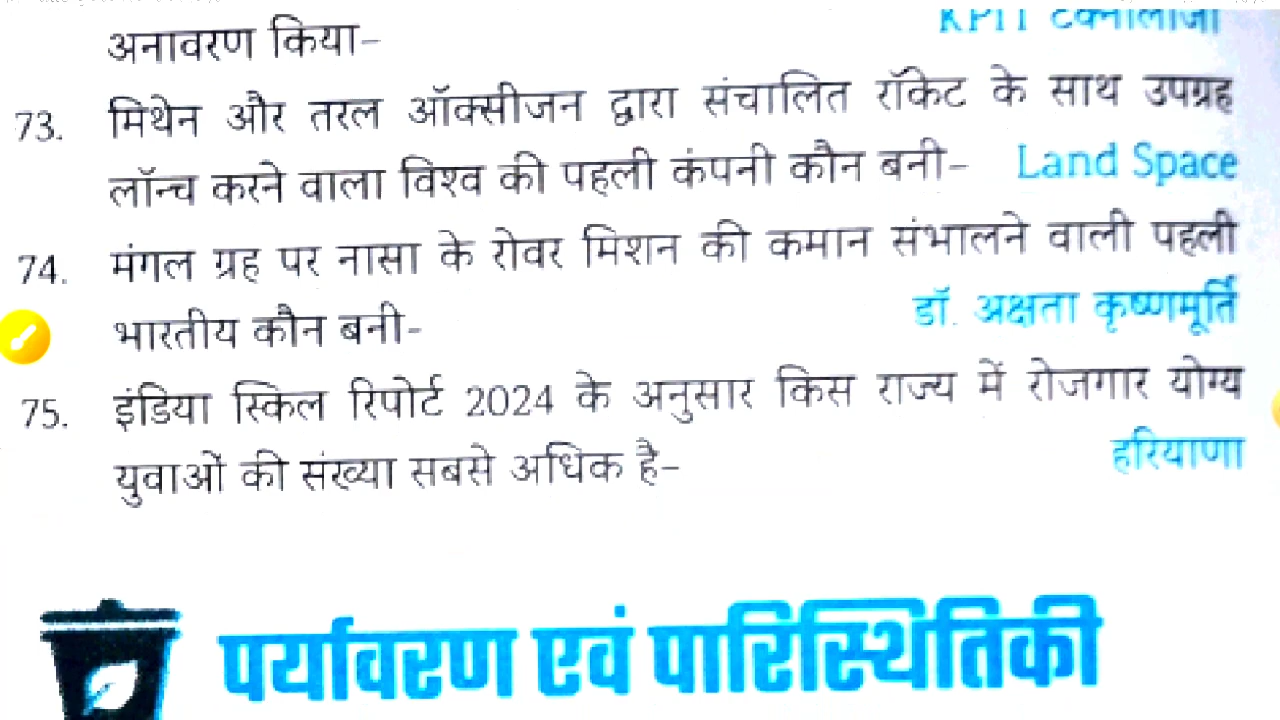 KPIT टेक्नोलॉजी
अनावरण किया-
73. मिथेन और तरल ऑक्सीजन द्वारा संचालित रॉकेट के साथ उपग्रह
लॉन्च करने वाला विश्व की पहली कंपनी कौन बनी- Land Space
74. मंगल ग्रह पर नासा के रोवर मिशन की कमान संभालने वाली पहली
भारतीय कौन बनी- डॉ. अक्षता कृष्णमूर्ति
75. इंडिया स्किल रिपोर्ट 2024 के अनुसार किस राज्य में रोजगार योग्य
युवाओं की संख्या सबसे अधिक है- हरियाणा
पर्यावरण एवं पारिस्थितिकी